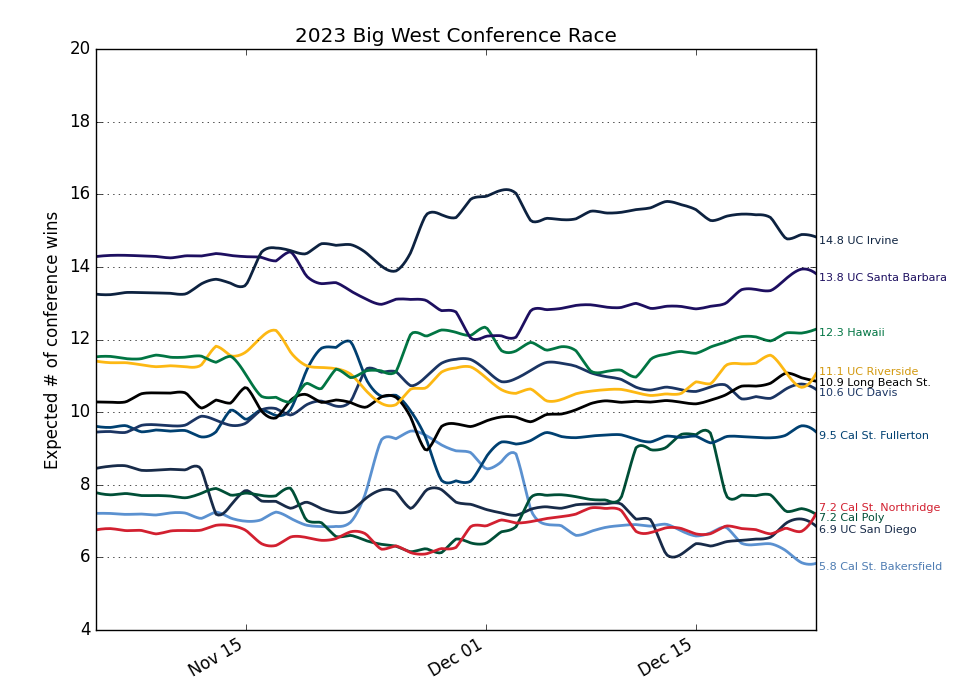 2023 Big West Conference Race
Expected # of conference wins
20
18
16
14
12
10
8
6
4
Nov 15
Dec 01
Dec 15
14.8 UC Irvine
13.8 UC Santa Barbara
12.3 Hawaii
11.1 UC Riverside
10.9 Long Beach St.
10.6 UC Davis
9.5 Cal St. Fullerton
7.2 Cal St. Northridge
7.2 Cal Poly
6.9 UC San Diego
5.8 Cal St. Bakersfield